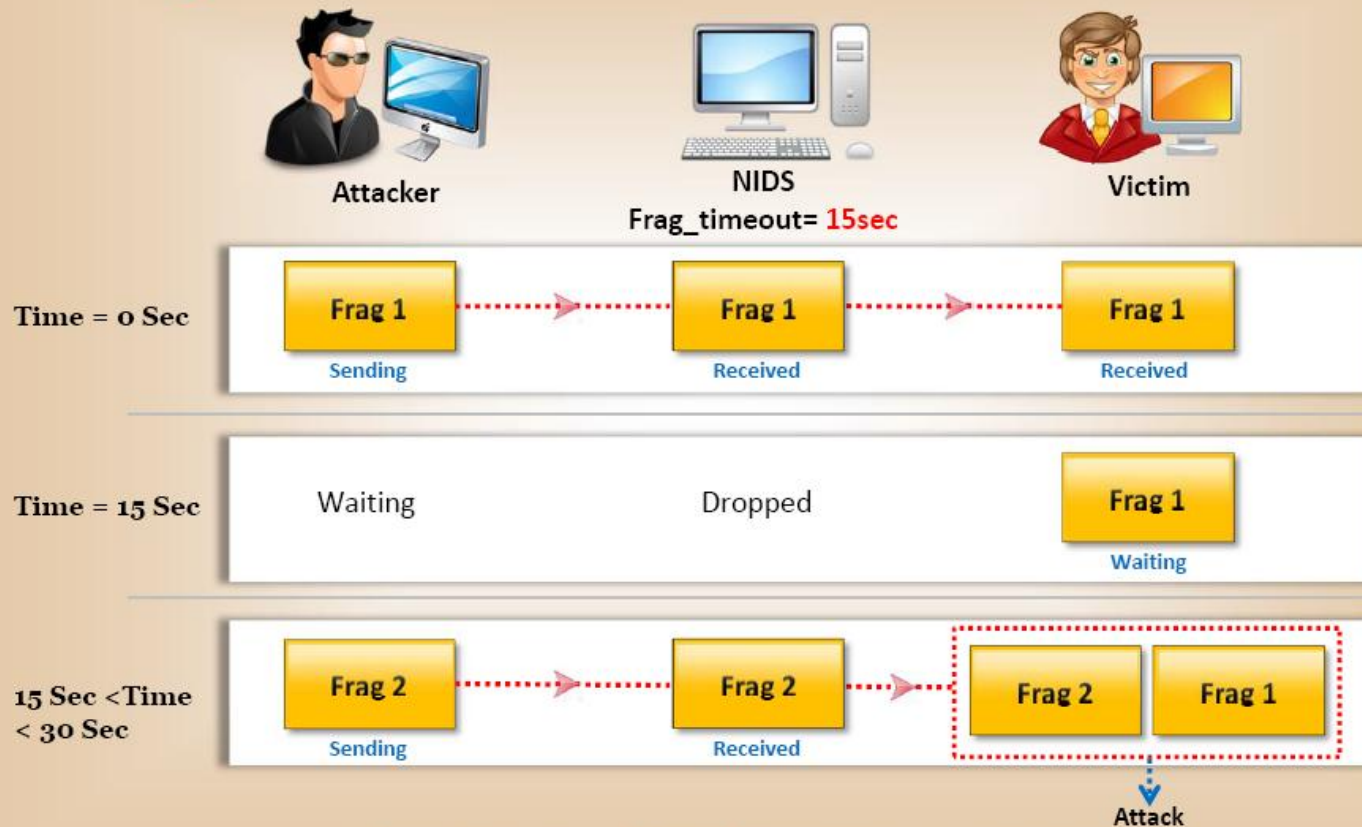 Attacker
NIDS
Frag_timeout= 15sec
Victim
Time = 0 Sec
Frag 1
Sending
Frag 1
Received
Frag 1
Received
Time = 15 Sec
Waiting
Dropped
Frag 1
Waiting
15 Sec <Time
< 30 Sec
Frag 2
Sending
Frag 2
Received
Frag 2
Frag 1
Attack